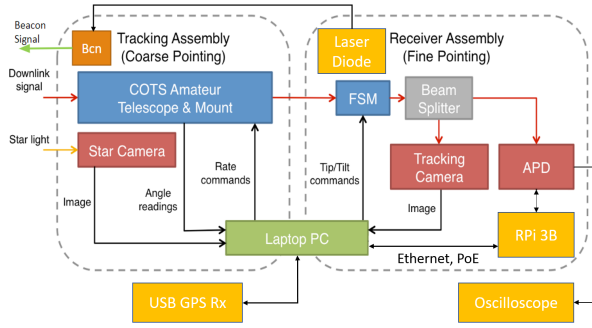 Beacon
Signal
Bcn
Tracking Assembly
(Coarse Pointing)
Laser
Diode
Receiver Assembly
(Fine Pointing)
Downlink
signal
COTS Amateur
Telescope & Mount
FSM
Beam
Splitter
Star light
Star Camera
Rate
commands
Tip/Tilt
commands
Tracking
Camera
APD
Image
Angle
readings
Image
Laptop PC
Ethernet, PoE
RPi 3B
USB GPS Rx
Oscilloscope